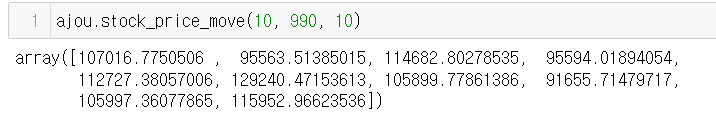 1 ajou.stock_price_move(10, 990, 10)
array([107016.7750506 ,  95563.51385015, 114682.80278535,  95594.01894054,
112727.38057006, 129240.47153613, 105899.77861386,  91655.71479717,
105997.36077865, 115952.96623536])